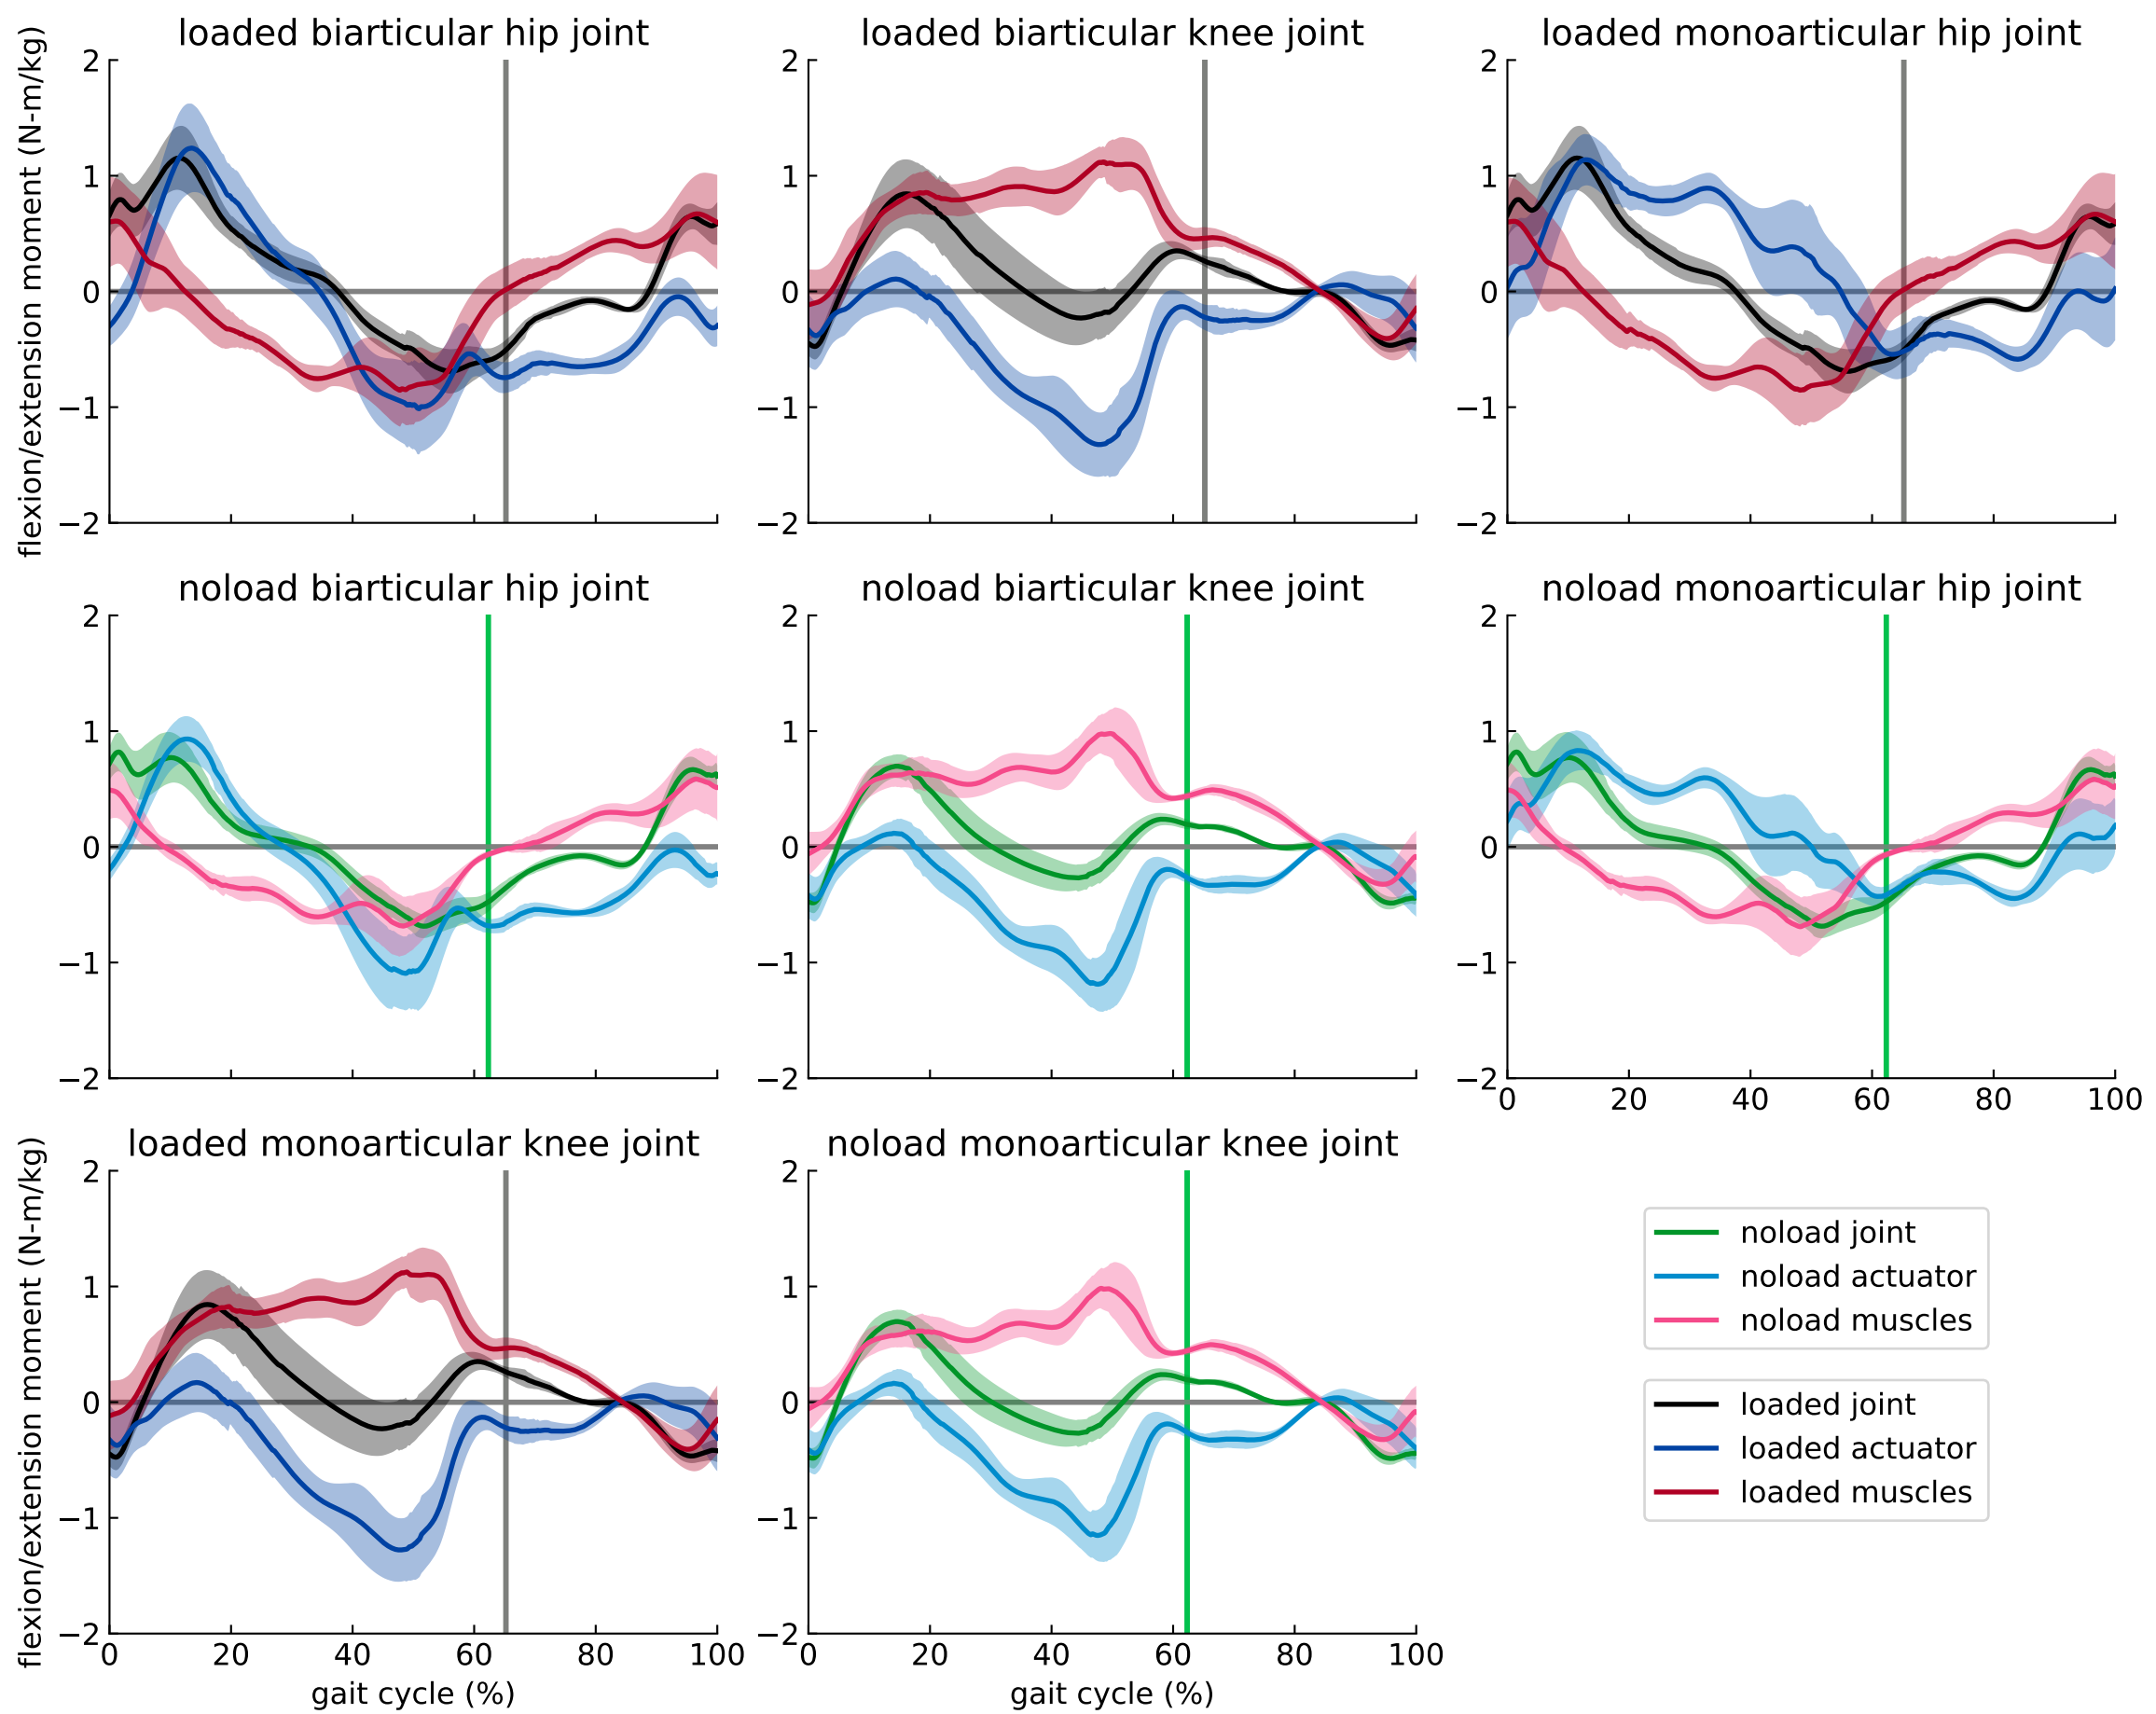 loaded biarticular hip joint
loaded biarticular knee joint
loaded monoarticular hip joint
flexion/extension moment (N-m/kg)
2
1
0
−1
−2
2
1
0
−1
−2
2
1
0
−1
−2
noload biarticular hip joint
noload biarticular knee joint
noload monoarticular hip joint
2
1
0
−1
−2
2
1
0
−1
−2
2
1
0
−1
−2
0 20 40 60 80 100
loaded monoarticular knee joint
noload monoarticular knee joint
flexion/extension moment (N-m/kg)
2
1
0
−1
−2
0 20 40 60 80 100
gait cycle (%)
2
1
0
−1
−2
0 20 40 60 80 100
gait cycle (%)
noload joint
noload actuator
noload muscles
loaded joint
loaded actuator
loaded muscles